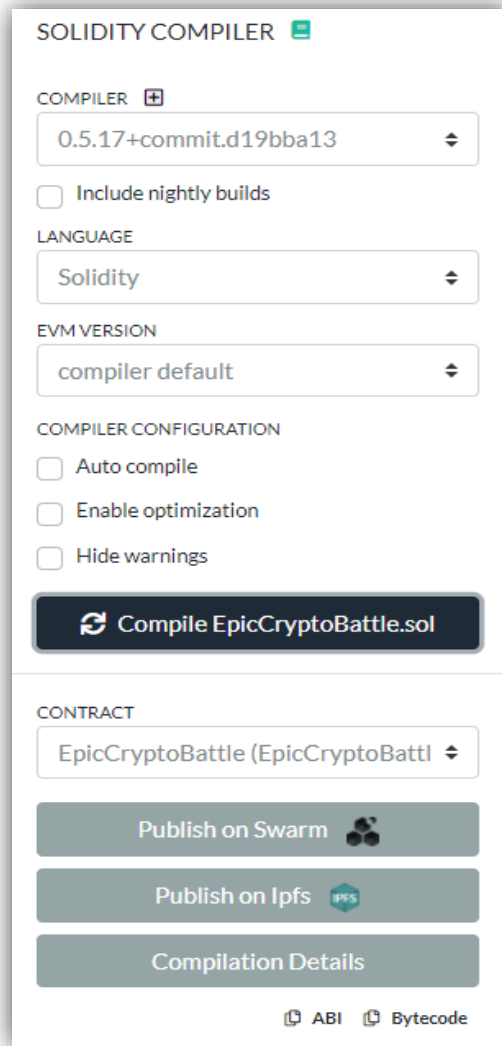 SOLIDITY COMPILER
COMPILER
0.5.17+commit.d19bba13
Include nightly builds
LANGUAGE
Solidity
EVM VERSION
compiler default
COMPILER CONFIGURATION
Auto compile
Enable optimization
Hide warnings
Compile EpicCryptoBattle.sol
CONTRACT
EpicCryptoBattle (EpicCryptoBattl
Publish on Swarm
Publish on Ipfs IPFS
Compilation Details
ABI Bytecode